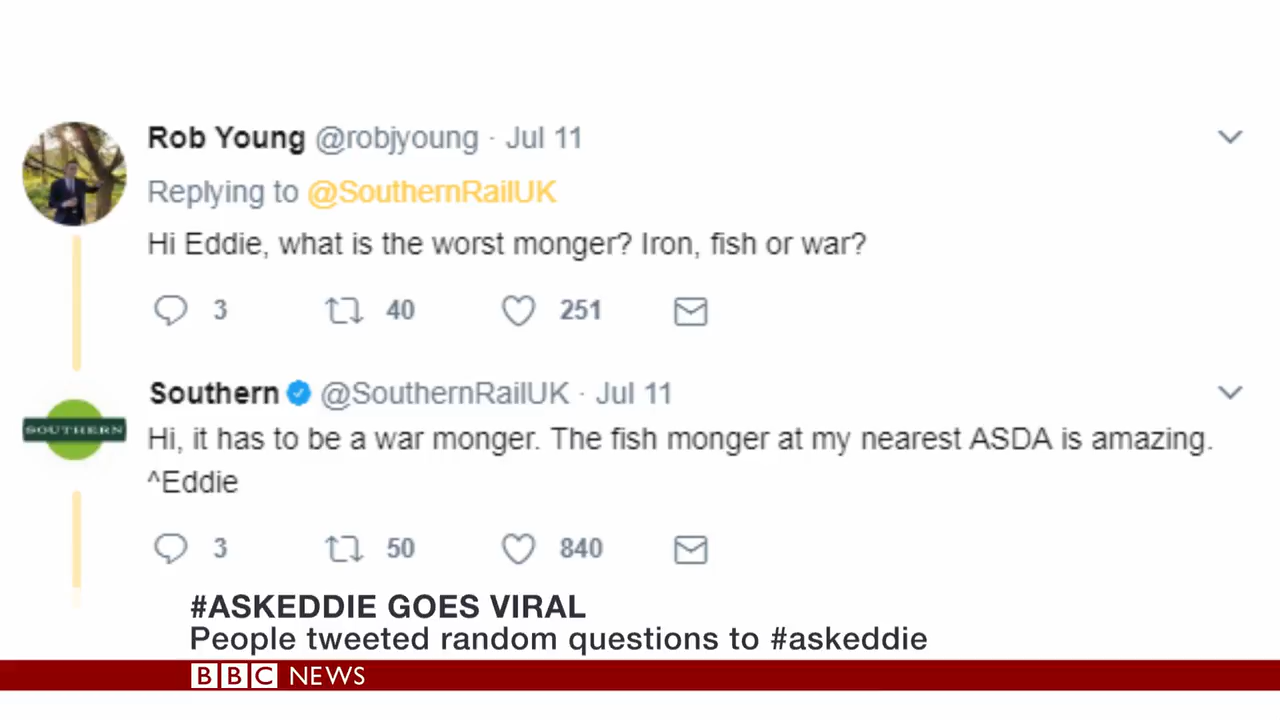 Rob Young @robjyoung · Jul 11
Replying to @SouthernRailUK
Hi Eddie, what is the worst monger? Iron, fish or war?
3 40 251
Southern @SouthernRailUK · Jul 11
SOUTHERN
Hi, it has to be a war monger. The fish monger at my nearest ASDA is amazing.
^Eddie
3 50 840
#ASKEDDIE GOES VIRAL
People tweeted random questions to #askeddie
BBC NEWS